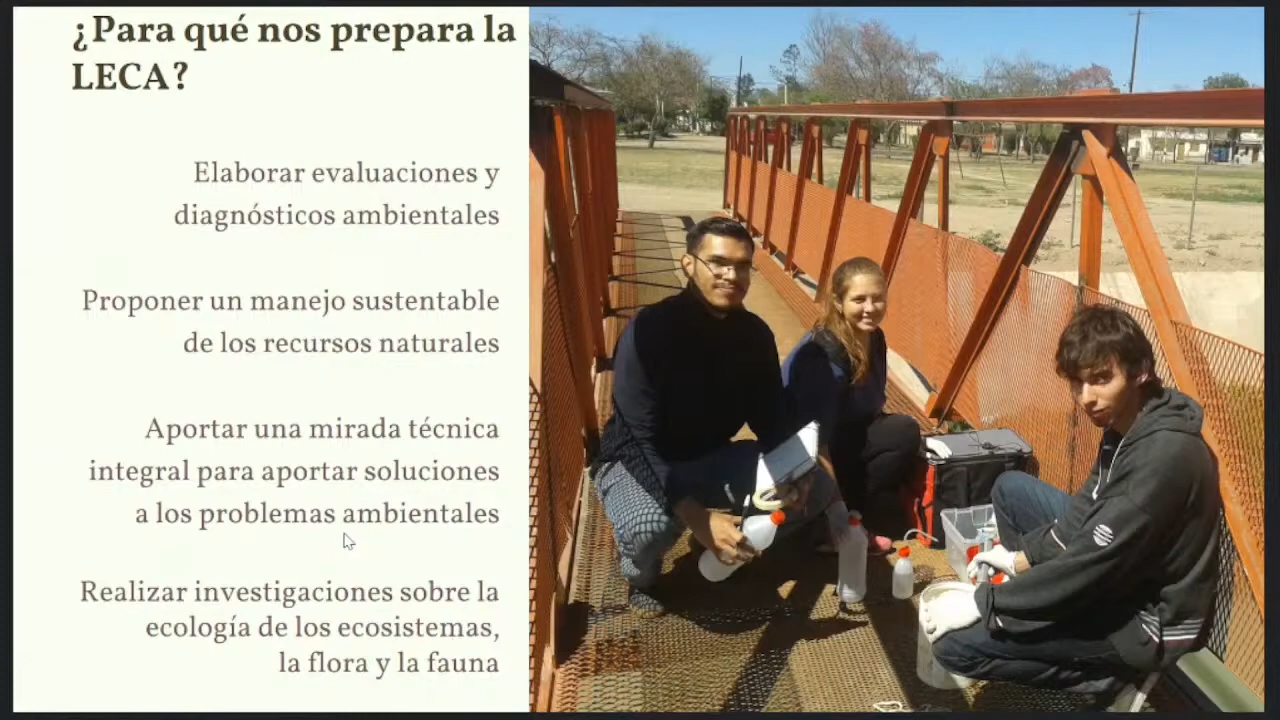 ¿Para qué nos prepara la
LECA?
Elaborar evaluaciones y
diagnósticos ambientales
Proponer un manejo sustentable
de los recursos naturales
Aportar una mirada técnica
integral para aportar soluciones
a los problemas ambientales
Realizar investigaciones sobre la
ecología de los ecosistemas,
la flora y la fauna